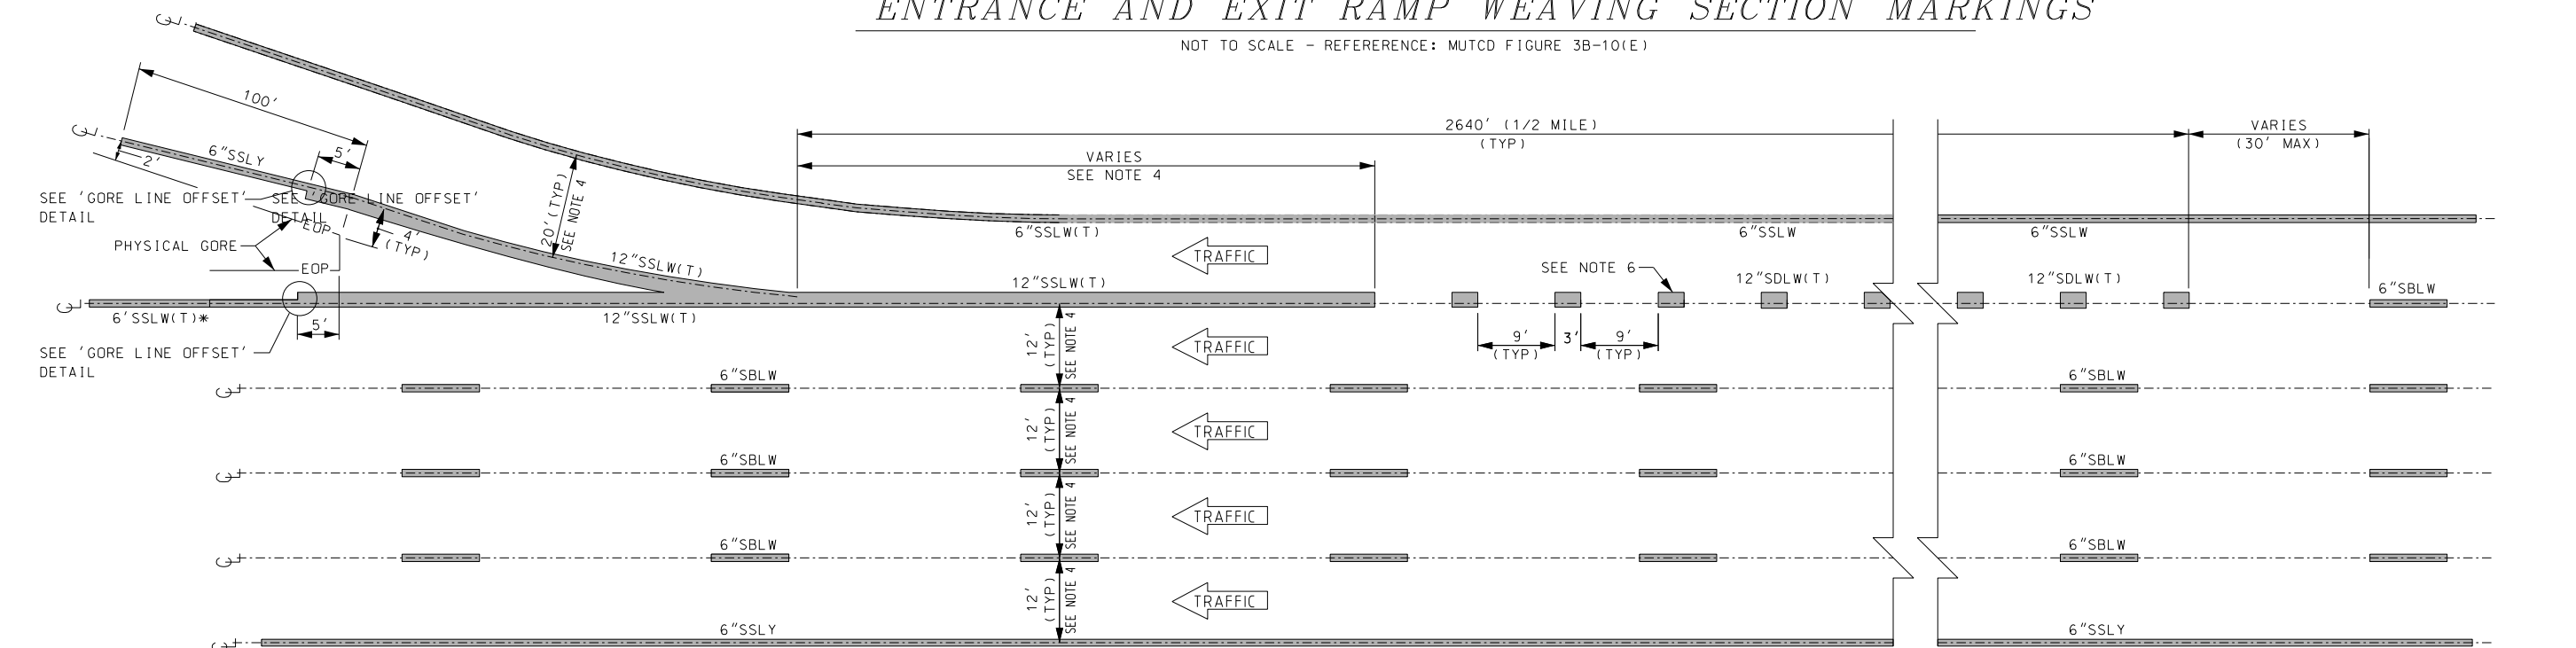 ENTRANCE AND EXIT RAMP WEAVING SECTION MARKINGS
NOT TO SCALE - REFERERENCE: MUTCD FIGURE 3B-10(E)
100'
2'
6"SSLY
5'
SEE 'GORE LINE OFFSET'
DETAIL
SEE 'GORE LINE OFFSET'
DETAIL
EOP
PHYSICAL GORE
4'
(TYP)
EOP
20'(TYP)
SEE NOTE 4
12"SSLW(T)
2640' (1/2 MILE)
(TYP)
VARIES
(30' MAX)
VARIES
SEE NOTE 4
6"SSLW(T)
6"SSLW
6"SSLW
TRAFFIC
12"SSLW(T)
SEE NOTE 6
12"SDLW(T)
12"SDLW(T)
6"SBLW
6'SSLW(T)*
5'
12"SSLW(T)
SEE 'GORE LINE OFFSET'
DETAIL
12'
(TYP)
SEE NOTE 4
TRAFFIC
9'
(TYP)
3'
9'
(TYP)
6"SBLW
6"SBLW
12'
(TYP)
SEE NOTE 4
TRAFFIC
6"SBLW
6"SBLW
12'
(TYP)
SEE NOTE 4
TRAFFIC
6"SBLW
6"SBLW
12'
(TYP)
SEE NOTE 4
TRAFFIC
6"SSLY
6"SSLY